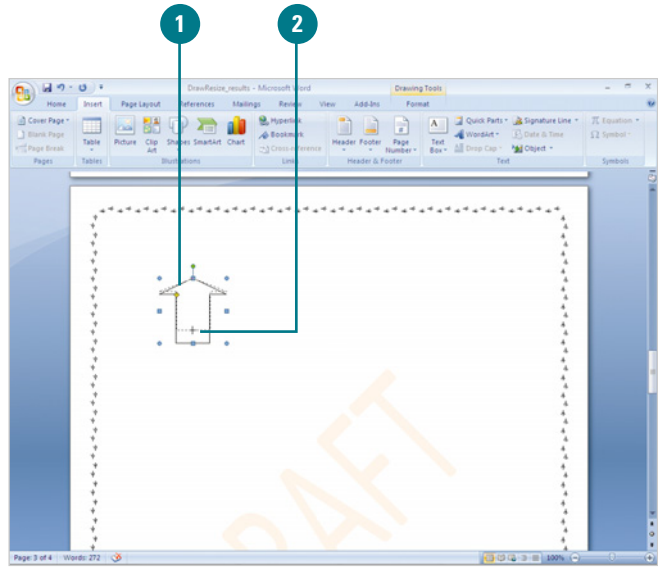 1 2
DrawResize_results - Microsoft Word Drawing Tools
Home Insert Page Layout References Mailings Review View Add-Ins Format
Cover Page
Blank Page
Page Break
Pages
Table
Tables
Picture Clip Art Shapes SmartArt Chart
Illustrations
Hyperlink
Bookmark
Cross-reference
Links
Header Footer Page Number
Header & Footer
Text Box
Quick Parts
WordArt
Drop Cap
Signature Line
Date & Time
Object
Text
Equation
Symbol
Symbols
RAFT
Page: 3 of 4 Words: 272 100%